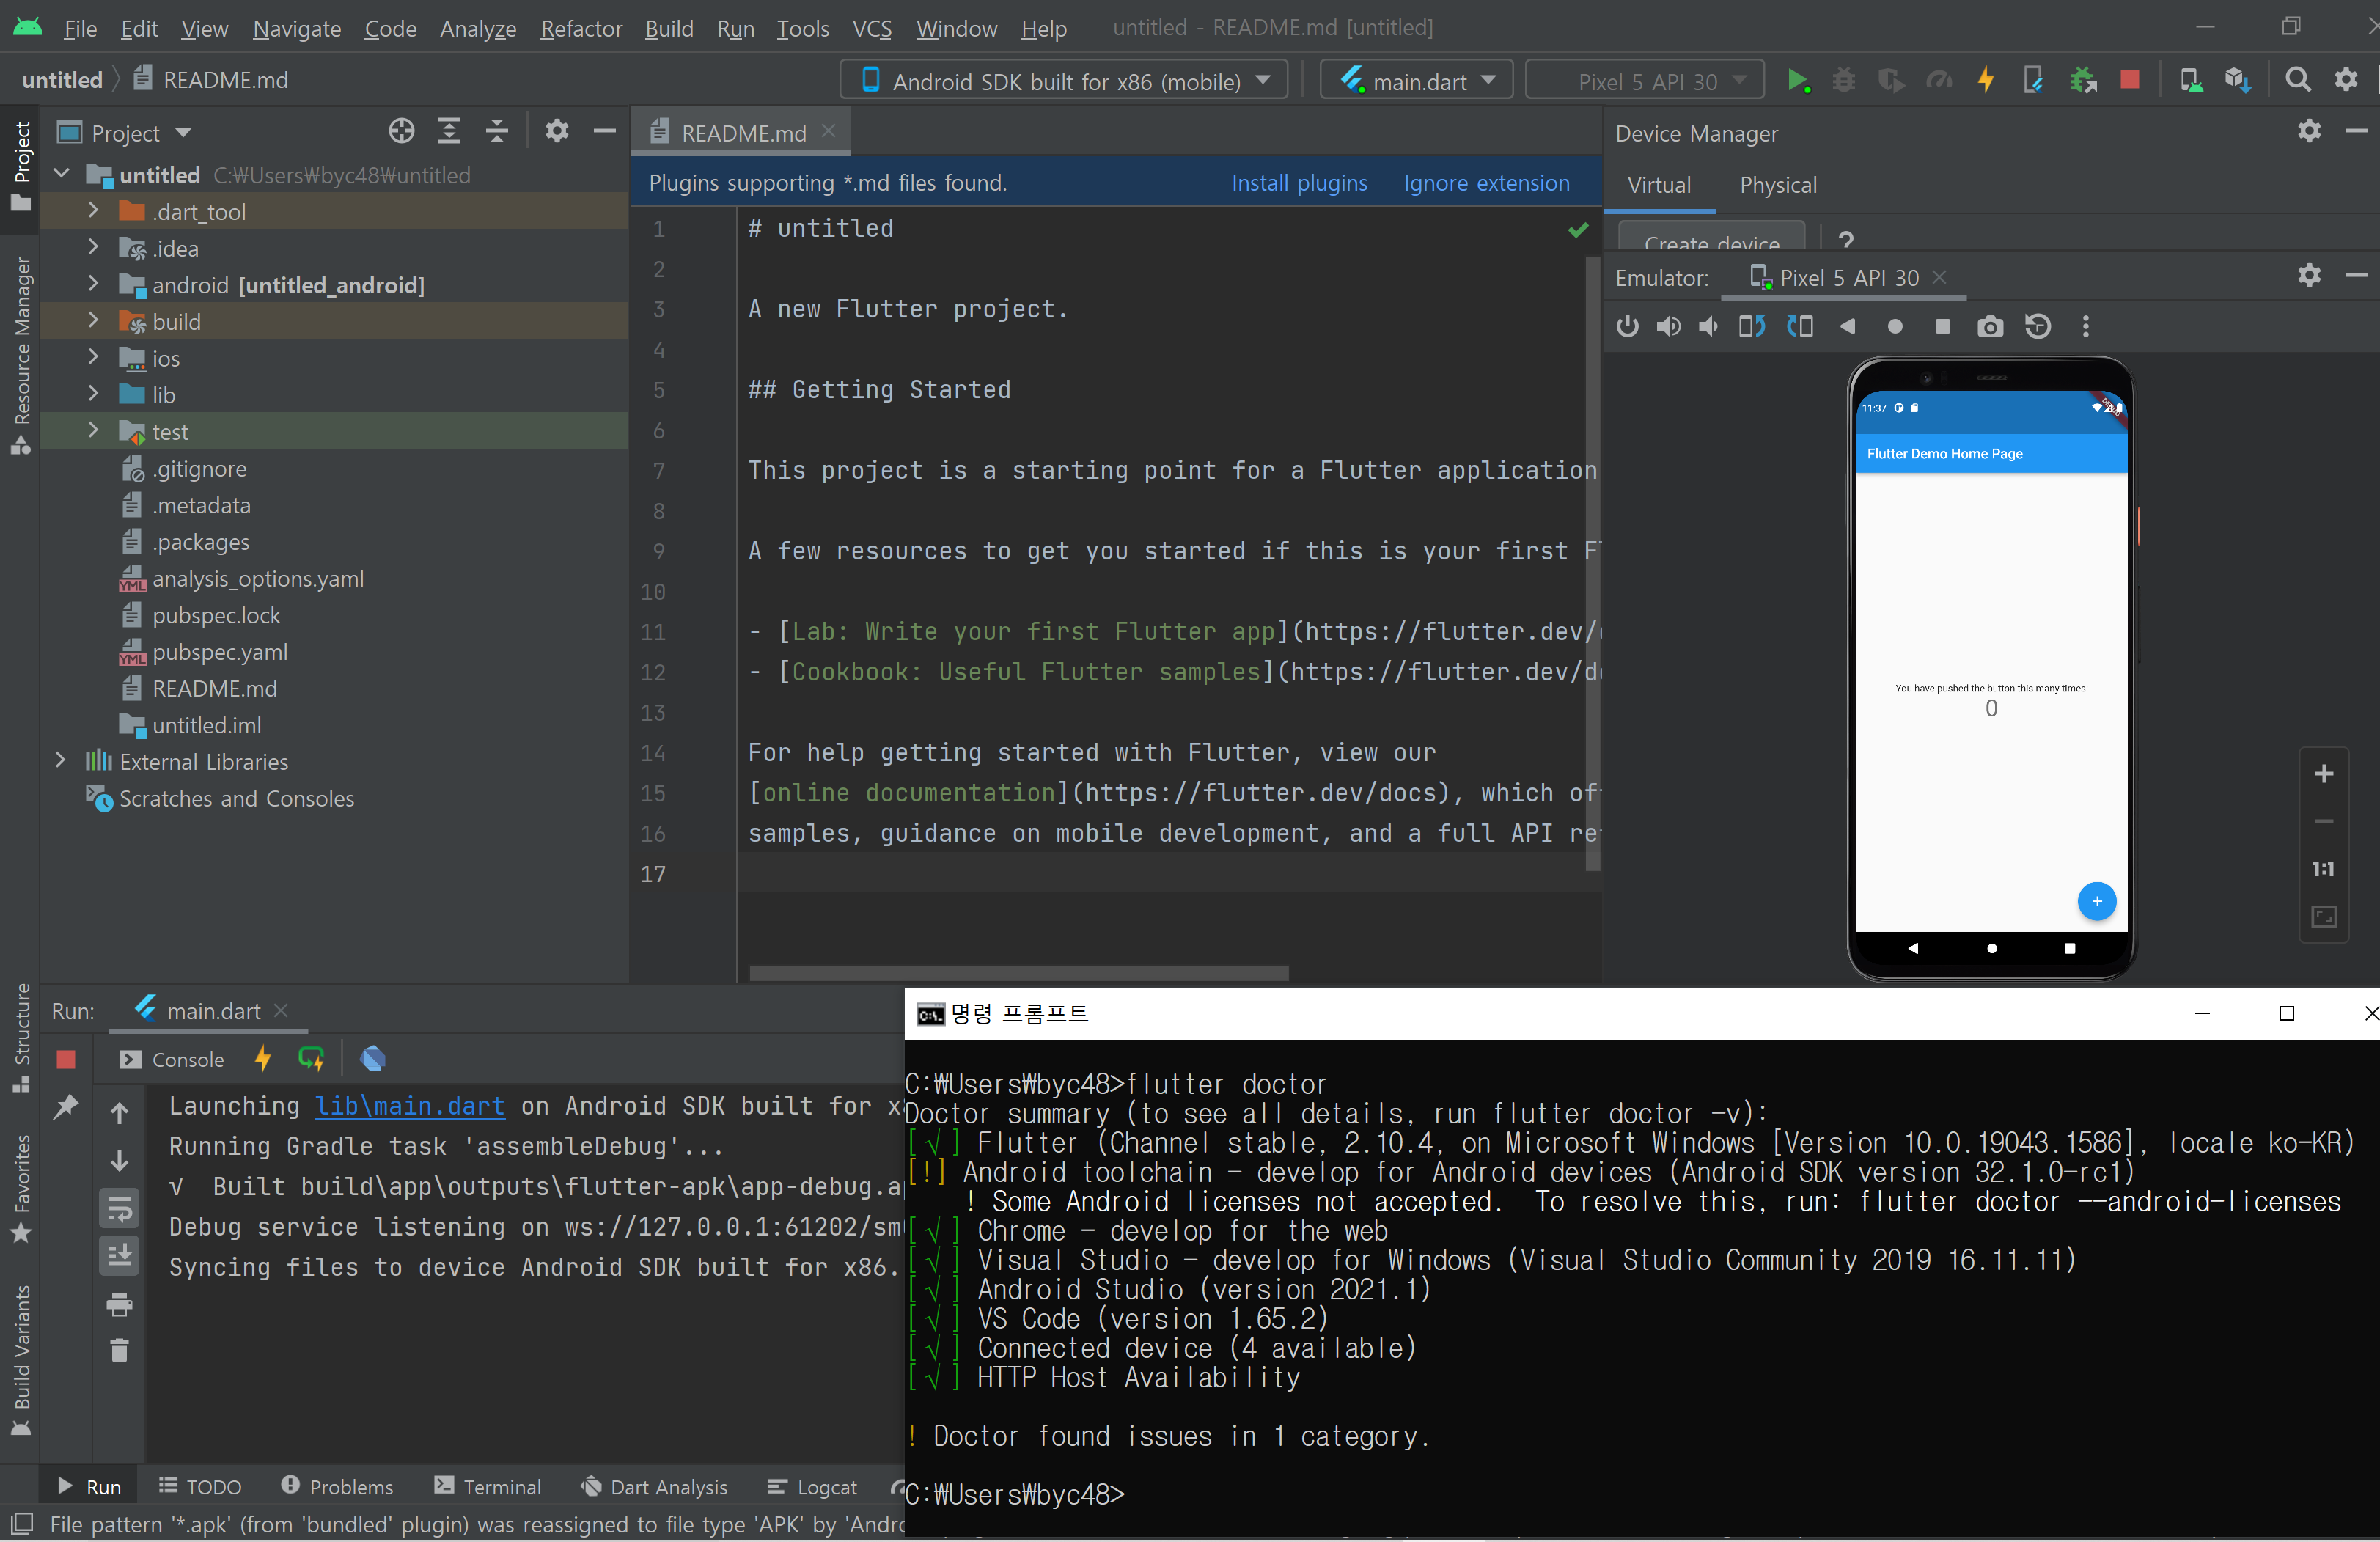 File Edit View Navigate Code Analyze Refactor Build Run Tools VCS Window Help untitled - README.md [untitled]
untitled README.md Android SDK built for x86 (mobile) main.dart Pixel 5 API 30
Project
Resource Manager
Structure
Favorites
Build Variants
Project
untitled C:₩Users₩byc48₩untitled
.dart_tool
.idea
android [untitled_android]
build
ios
lib
test
.gitignore
.metadata
.packages
analysis_options.yaml
pubspec.lock
pubspec.yaml
README.md
untitled.iml
External Libraries
Scratches and Consoles
README.md
Plugins supporting *.md files found. Install plugins Ignore extension
1 # untitled
2
3 A new Flutter project.
4
5 ## Getting Started
6
7 This project is a starting point for a Flutter application
8
9 A few resources to get you started if this is your first
10
11 - [Lab: Write your first Flutter app](https://flutter.dev/
12 - [Cookbook: Useful Flutter samples](https://flutter.dev/
13
14 For help getting started with Flutter, view our
15 [online documentation](https://flutter.dev/docs), which
16 samples, guidance on mobile development, and a full API
17
Device Manager
Virtual Physical
Create device ?
Emulator: Pixel 5 API 30
11:37
DEBUG
Flutter Demo Home Page
You have pushed the button this many times:
0
+
1:1
Run: main.dart
Console
Launching lib\main.dart on Android SDK built for
Running Gradle task 'assembleDebug'...
√ Built build\app\outputs\flutter-apk\app-debug.
Debug service listening on ws://127.0.0.1:61202/
Syncing files to device Android SDK built for x86.
Run TODO Problems Terminal Dart Analysis Logcat
File pattern '*.apk' (from 'bundled' plugin) was reassigned to file type 'APK' by
명령 프롬프트
C:₩Users₩byc48>flutter doctor
Doctor summary (to see all details, run flutter doctor -v):
[√] Flutter (Channel stable, 2.10.4, on Microsoft Windows [Version 10.0.19043.1586], locale ko-KR)
[!] Android toolchain - develop for Android devices (Android SDK version 32.1.0-rc1)
! Some Android licenses not accepted.  To resolve this, run: flutter doctor --android-licenses
[√] Chrome - develop for the web
[√] Visual Studio - develop for Windows (Visual Studio Community 2019 16.11.11)
[√] Android Studio (version 2021.1)
[√] VS Code (version 1.65.2)
[√] Connected device (4 available)
[√] HTTP Host Availability
! Doctor found issues in 1 category.
C:₩Users₩byc48>